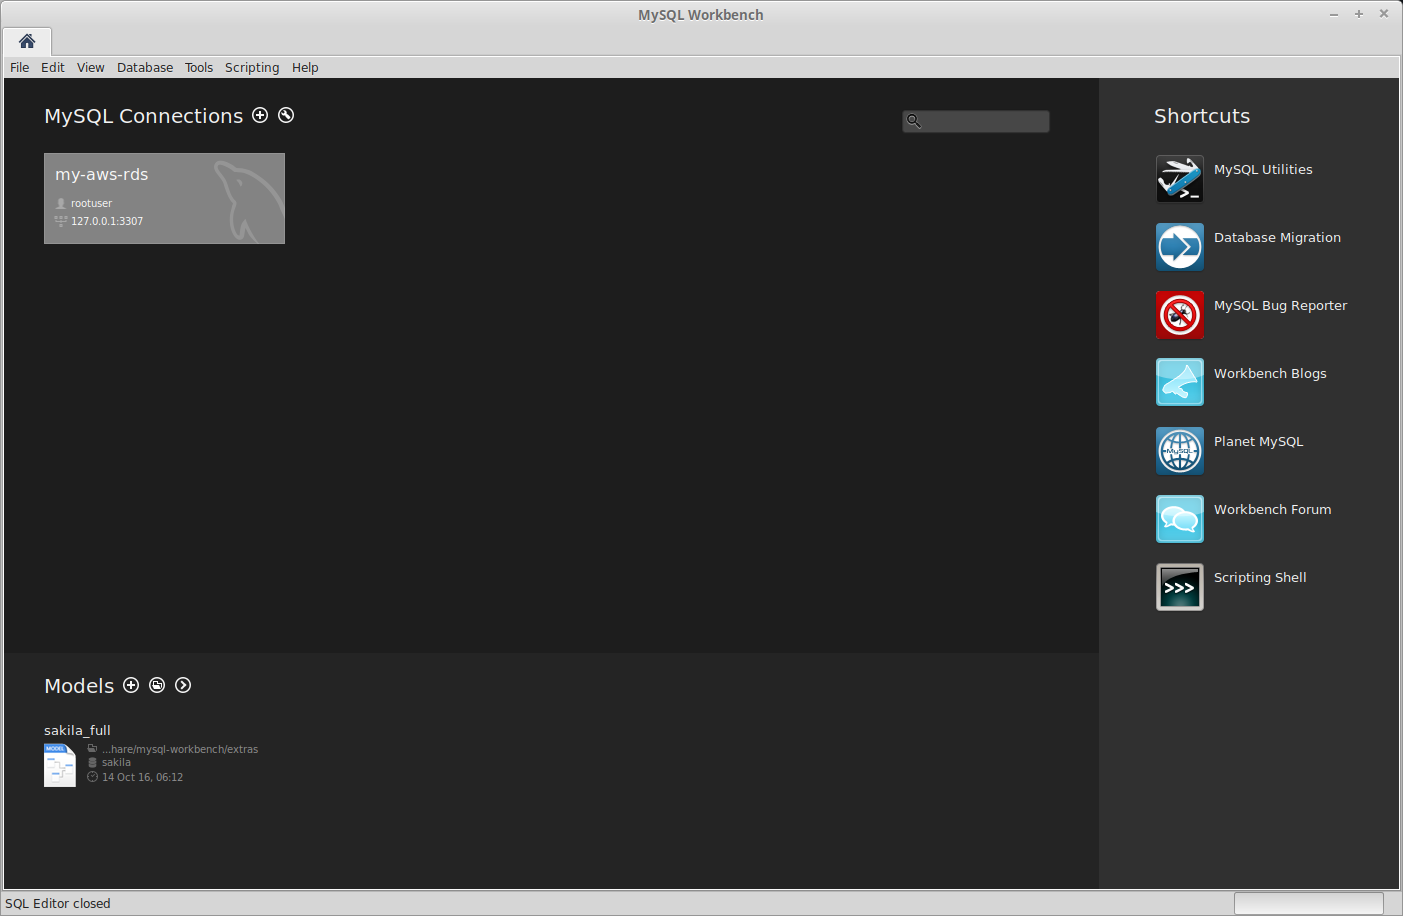 MySQL Workbench
File Edit View Database Tools Scripting Help
MySQL Connections
my-aws-rds
rootuser
127.0.0.1:3307
Shortcuts
MySQL Utilities
Database Migration
MySQL Bug Reporter
Workbench Blogs
MySQL
Planet MySQL
Workbench Forum
>>>
Scripting Shell
Models
sakila_full
MODEL
...hare/mysql-workbench/extras
sakila
14 Oct 16, 06:12
SQL Editor closed